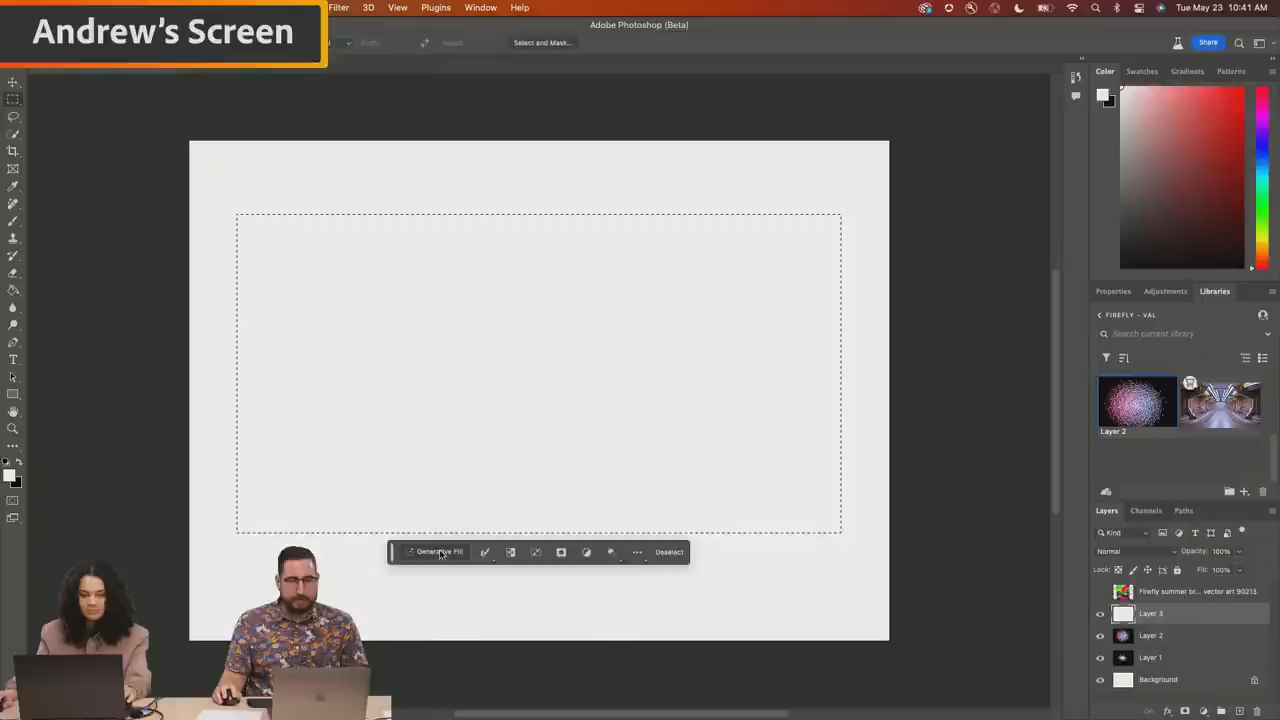 Andrew's Screen
Filter 3D View Plugins Window Help
Tue May 23 10:41 AM
Adobe Photoshop (Beta)
Select and Mask...
Share
Color Swatches Gradients Patterns
Properties Adjustments Libraries
FIREFLY - VAL
Search current library
Layer 2
Generative Fill
Deselect
Layers Channels Paths
Kind
Normal Opacity: 100%
Lock: Fill: 100%
Firefly summer br... vector art 90213
Layer 3
Layer 2
Layer 1
Background